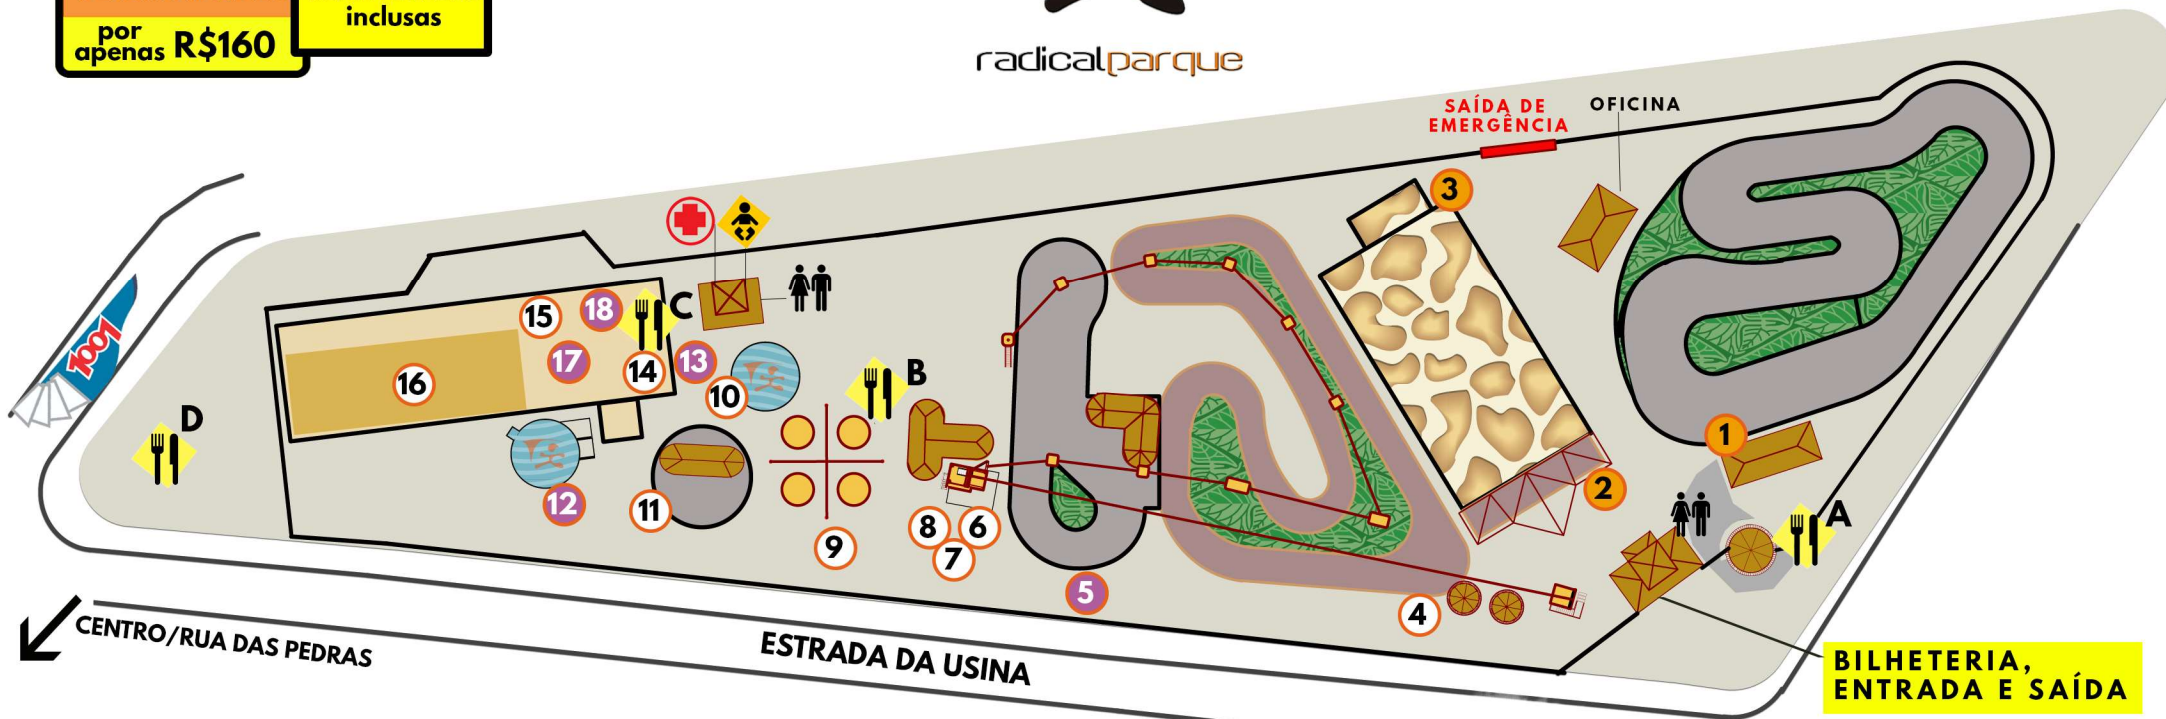 por
apenas R$160
inclusas
radicalparque
SAÍDA DE
EMERGÊNCIA
OFICINA
3
18
C
15
17
14
13
16
10
B
D
1
12
11
9
8
6
7
5
2
A
4
1001
CENTRO/RUA DAS PEDRAS
ESTRADA DA USINA
BILHETERIA,
ENTRADA E SAÍDA